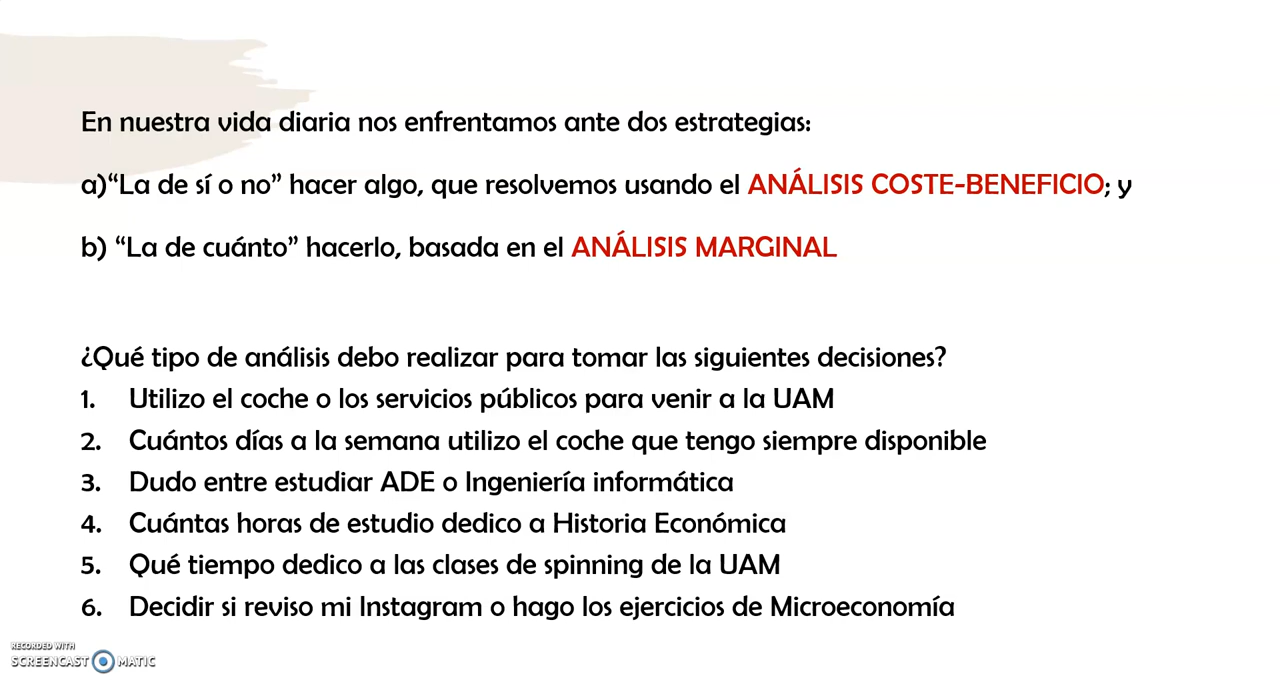 En nuestra vida diaria nos enfrentamos ante dos estrategias:
a)“La de sí o no” hacer algo, que resolvemos usando el ANÁLISIS COSTE-BENEFICIO; y
b) “La de cuánto” hacerlo, basada en el ANÁLISIS MARGINAL
¿Qué tipo de análisis debo realizar para tomar las siguientes decisiones?
1. Utilizo el coche o los servicios públicos para venir a la UAM
2. Cuántos días a la semana utilizo el coche que tengo siempre disponible
3. Dudo entre estudiar ADE o Ingeniería informática
4. Cuántas horas de estudio dedico a Historia Económica
5. Qué tiempo dedico a las clases de spinning de la UAM
6. Decidir si reviso mi Instagram o hago los ejercicios de Microeconomía
RECORDED WITH
SCREENCAST MATIC